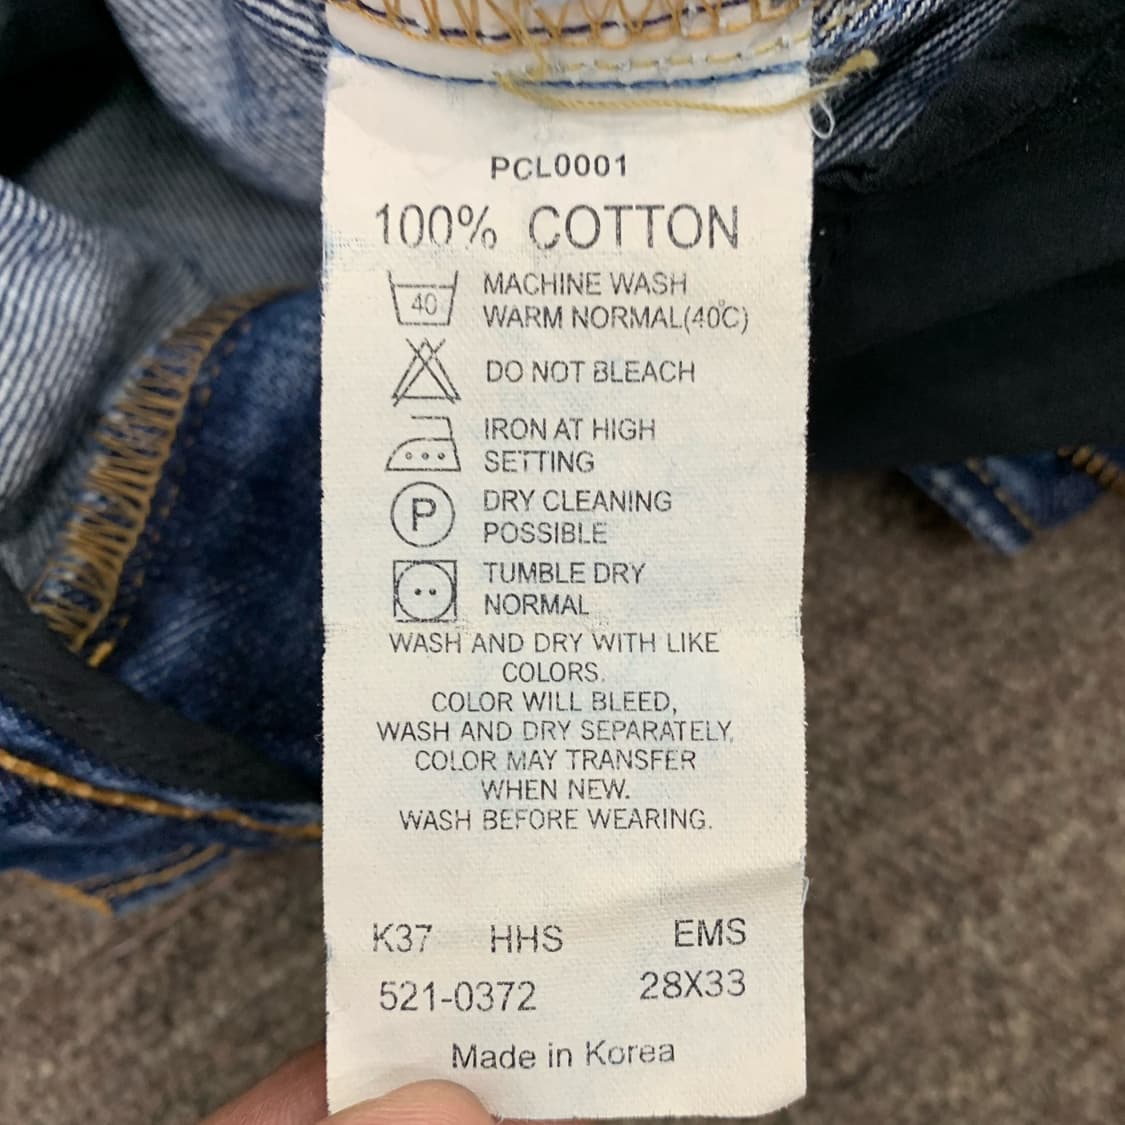 PCL0001
100% COTTON
40 MACHINE WASH
WARM NORMAL(40°C)
DO NOT BLEACH
IRON AT HIGH
SETTING
P DRY CLEANING
POSSIBLE
TUMBLE DRY
NORMAL
WASH AND DRY WITH LIKE
COLORS.
COLOR WILL BLEED,
WASH AND DRY SEPARATELY,
COLOR MAY TRANSFER
WHEN NEW.
WASH BEFORE WEARING.
K37 HHS EMS
521-0372 28X33
Made in Korea